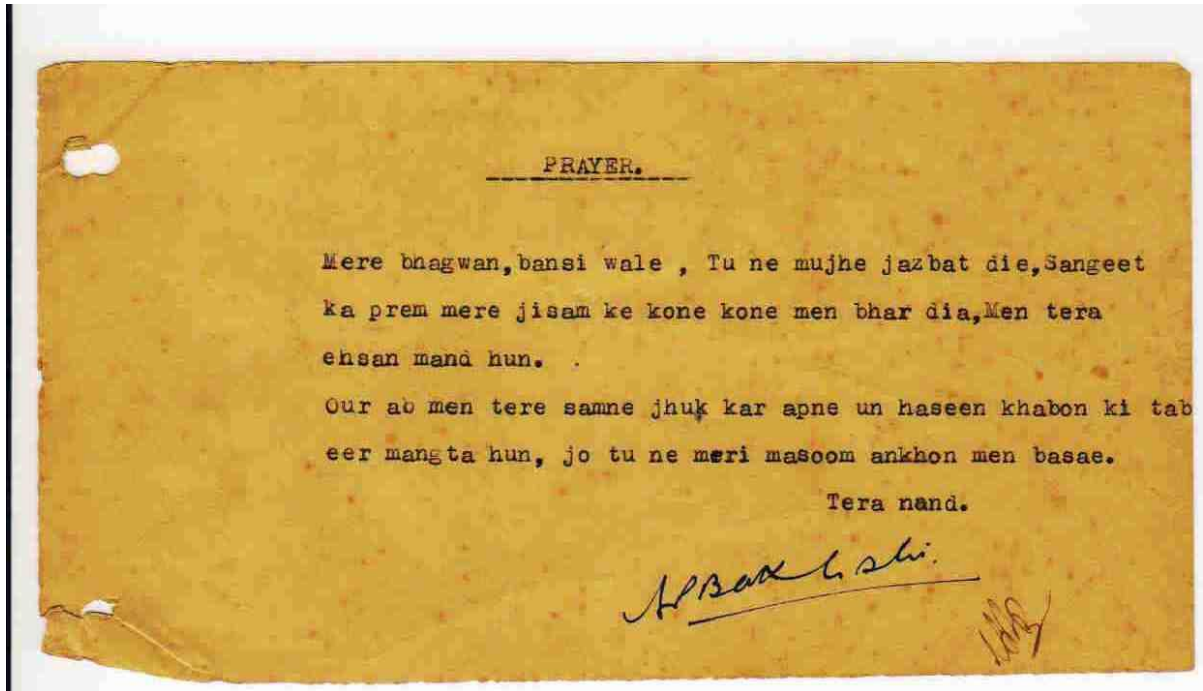 PRAYER.
Mere bhagwan,bansi wale , Tu ne mujhe jazbat die,Sangeet
ka prem mere jisam ke kone kone men bhar dia,Men tera
ehsan mand hun.
Our ab men tere samne jhuk kar apne un haseen khabon ki tab
eer mangta hun, jo tu ne meri masoom ankhon men basae.
Tera nand.
Bakhshi.